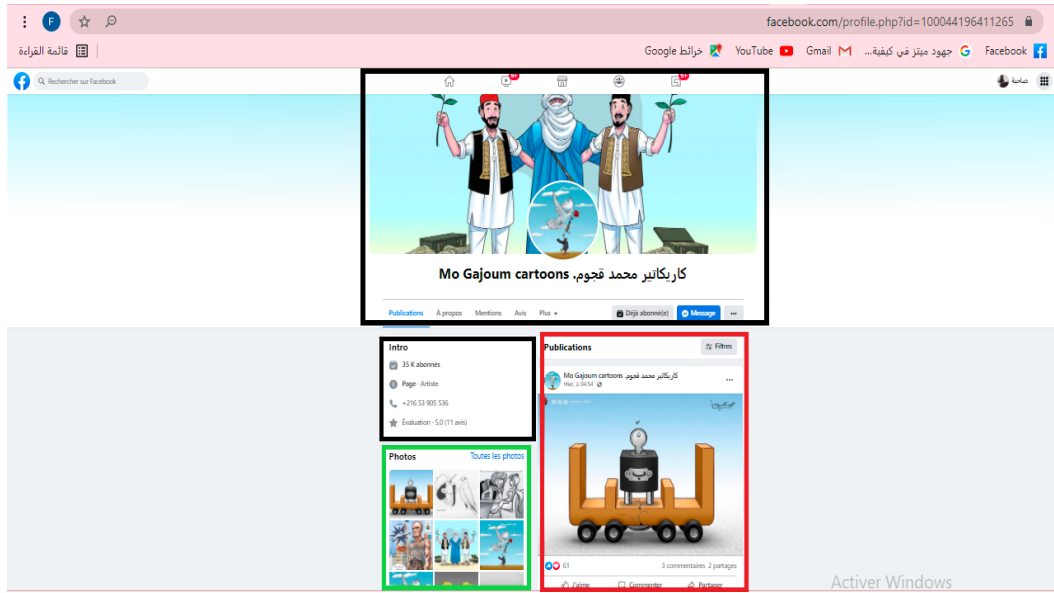 facebook.com/profile.php?id=100044196411265
F
Facebook
جهود ميتز في كيفية...
Gmail
YouTube
خرائط Google
قائمة القراءة
Rechercher sur Facebook
صاحبة
Mo Gajoum cartoons كاريكاتير محمد قجوم.
Publications À propos Mentions Avis Plus
Déjà abonné(e) Message ...
Intro
35 K abonnés
Page · Artiste
+216 53 905 536
Évaluation · 5,0 (11 avis)
Photos Toutes les photos
Publications Filtres
Mo Gajoum cartoons كاريكاتير محمد قجوم. ...
Hier, à 04:54
61 3 commentaires 2 partages
J'aime Commenter Partager
Activer Windows